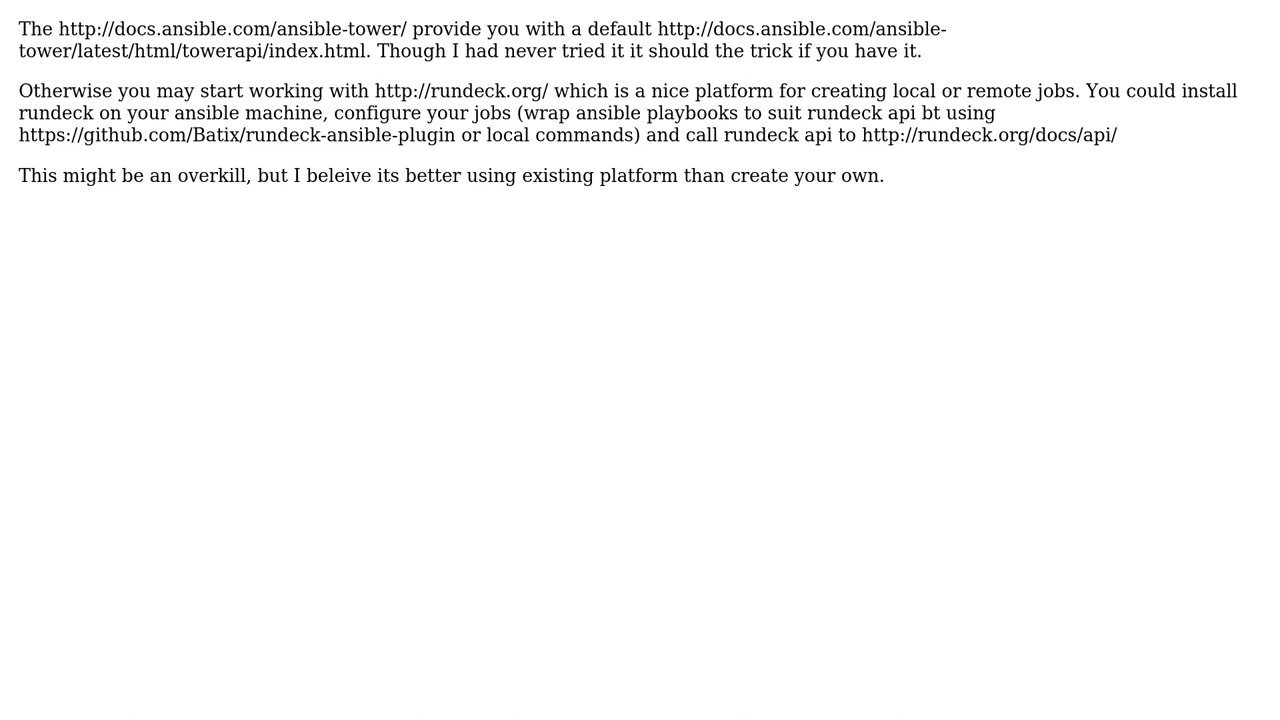 The http://docs.ansible.com/ansible-tower/ provide you with a default http://docs.ansible.com/ansible-
tower/latest/html/towerapi/index.html. Though I had never tried it it should the trick if you have it.
Otherwise you may start working with http://rundeck.org/ which is a nice platform for creating local or remote jobs. You could install
rundeck on your ansible machine, configure your jobs (wrap ansible playbooks to suit rundeck api bt using
https://github.com/Batix/rundeck-ansible-plugin or local commands) and call rundeck api to http://rundeck.org/docs/api/
This might be an overkill, but I beleive its better using existing platform than create your own.